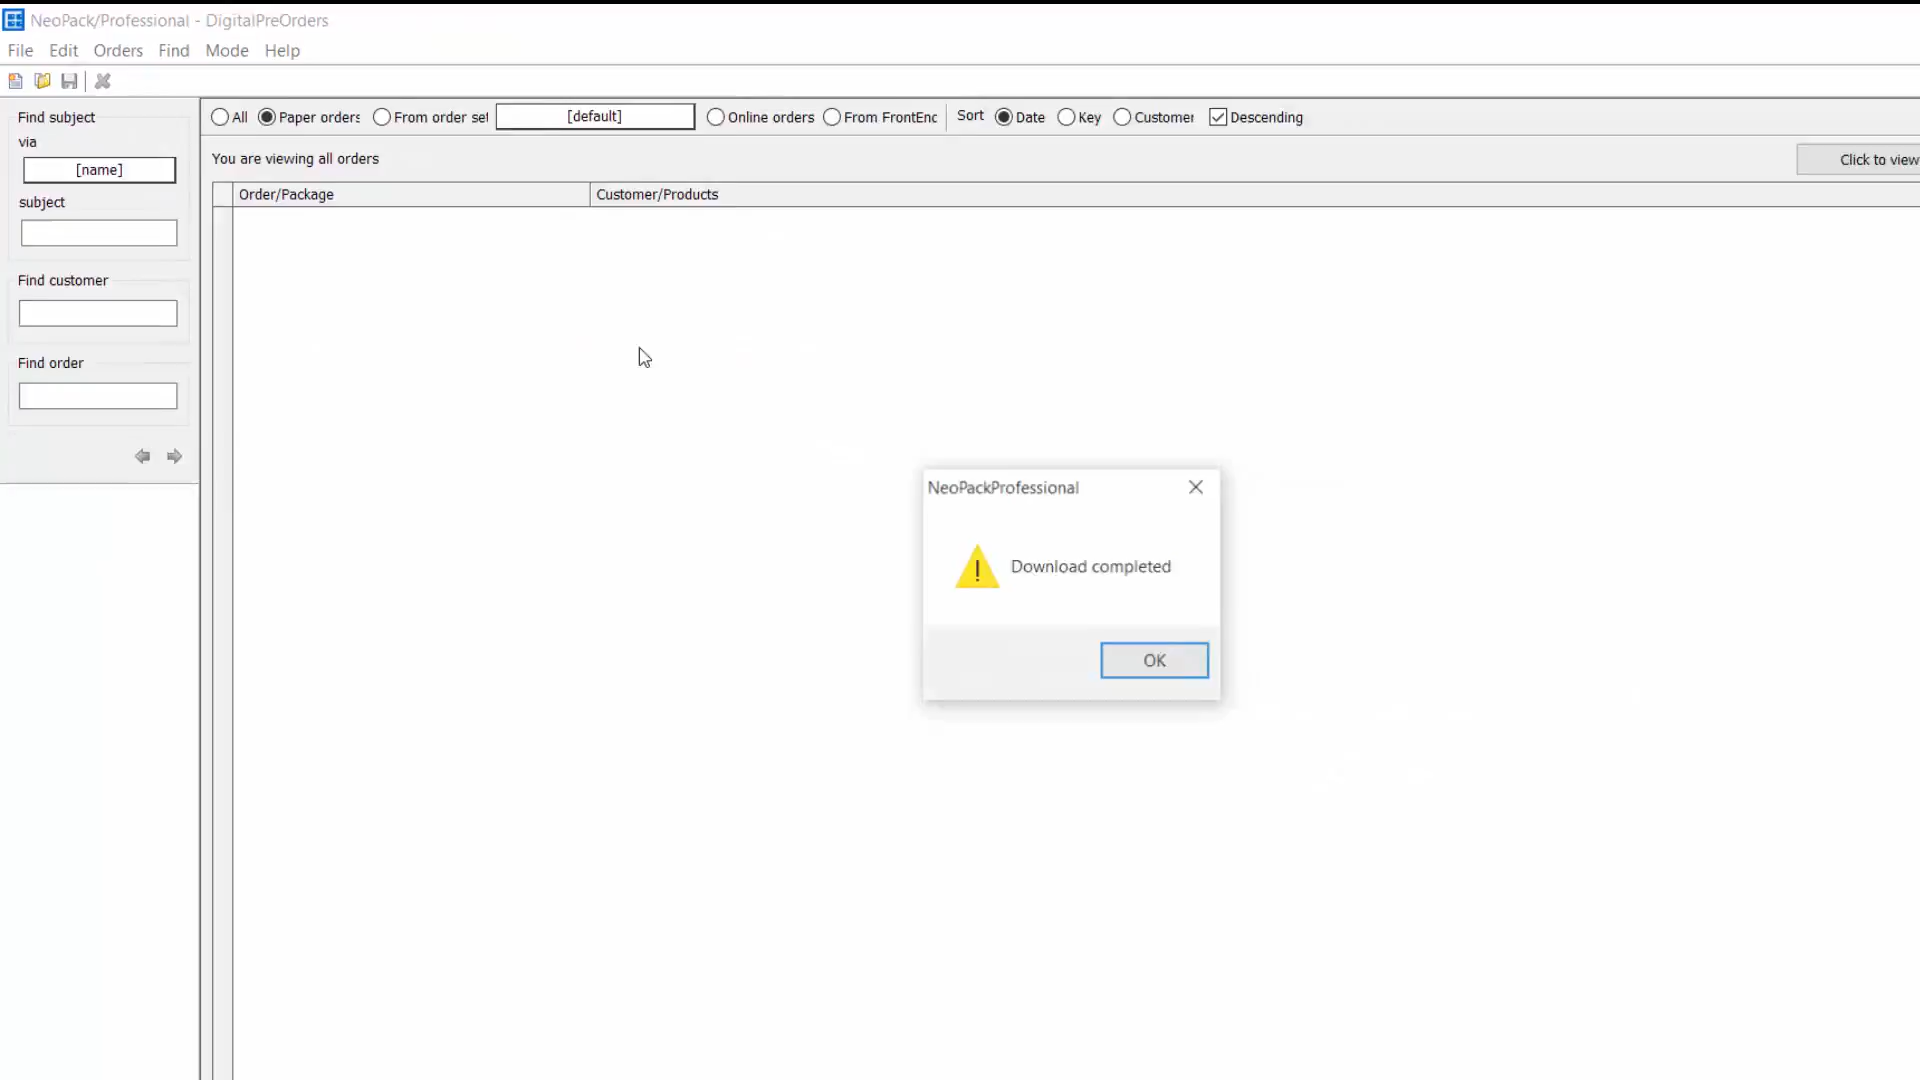 NeoPack/Professional - DigitalPreOrders
File Edit Orders Find Mode Help
Find subject
via
[name]
subject
Find customer
Find order
All Paper orders From order set [default] Online orders From FrontEnc Sort Date Key Customer Descending
You are viewing all orders
Click to view
Order/Package Customer/Products
NeoPackProfessional
Download completed
OK